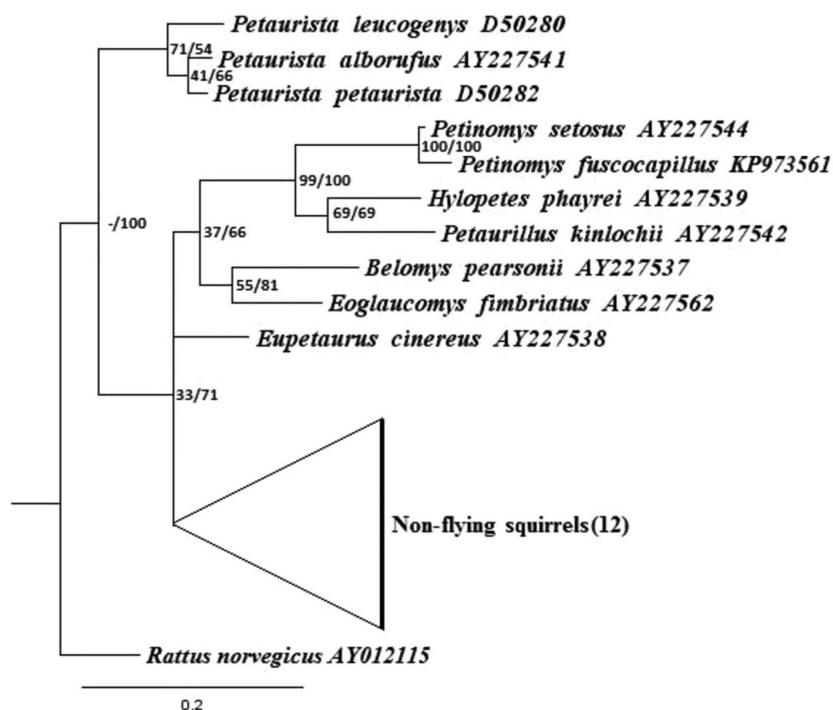 Petaurista leucogenys D50280
71/54
Petaurista alborufus AY227541
41/66
Petaurista petaurista D50282
Petinomys setosus AY227544
100/100
Petinomys fuscocapillus KP973561
99/100
Hylopetes phayrei AY227539
69/69
-/100
37/66
Petaurillus kinlochii AY227542
Belomys pearsonii AY227537
55/81
Eoglaucomys fimbriatus AY227562
Eupetaurus cinereus AY227538
33/71
Non-flying squirrels(12)
Rattus norvegicus AY012115
0.2